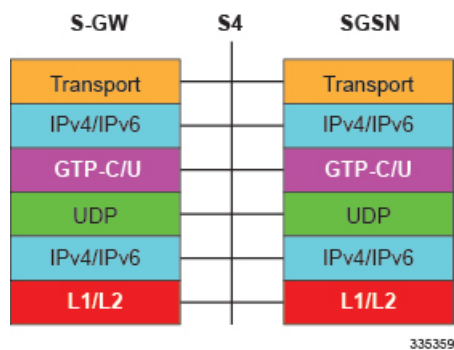 S-GW S4 SGSN
Transport Transport
IPv4/IPv6 IPv4/IPv6
GTP-C/U GTP-C/U
UDP UDP
IPv4/IPv6 IPv4/IPv6
L1/L2 L1/L2
335359